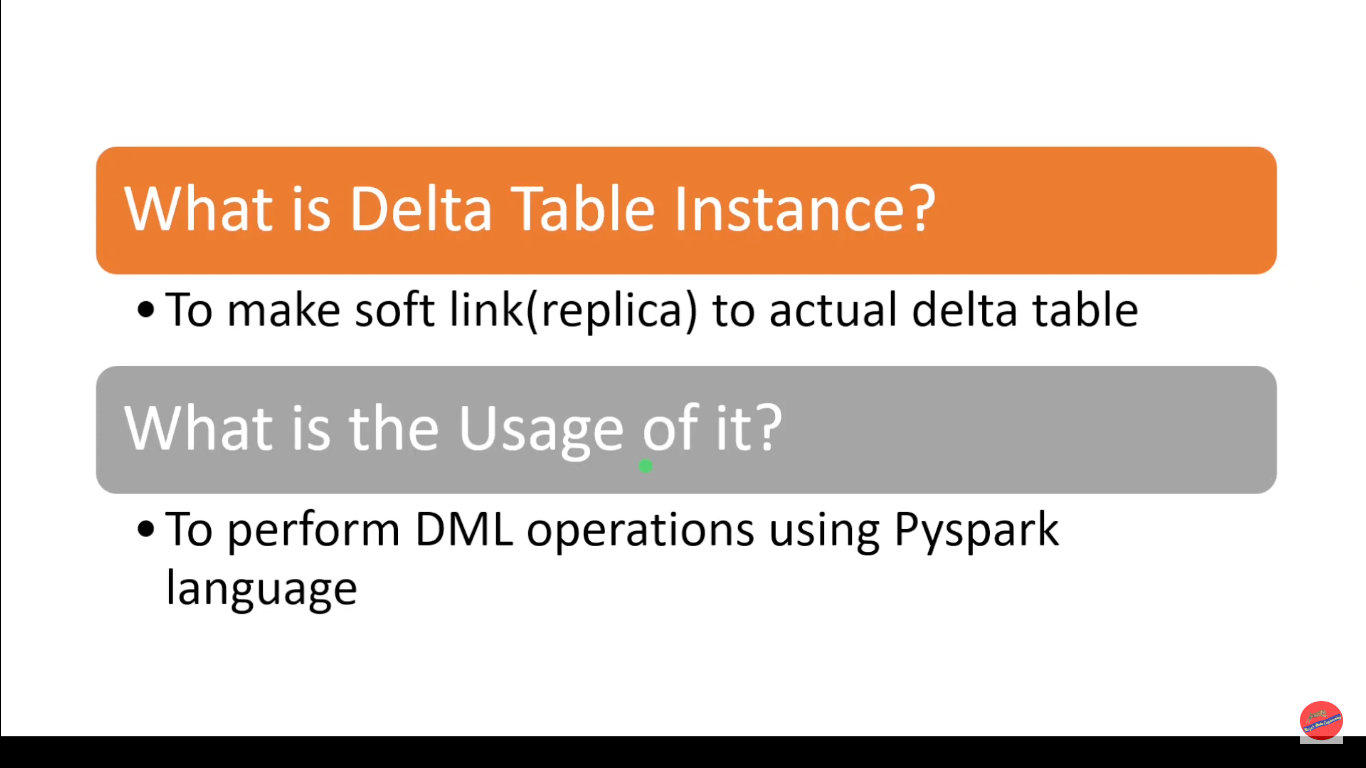 What is Delta Table Instance?
• To make soft link(replica) to actual delta table
What is the Usage of it?
• To perform DML operations using Pyspark
language